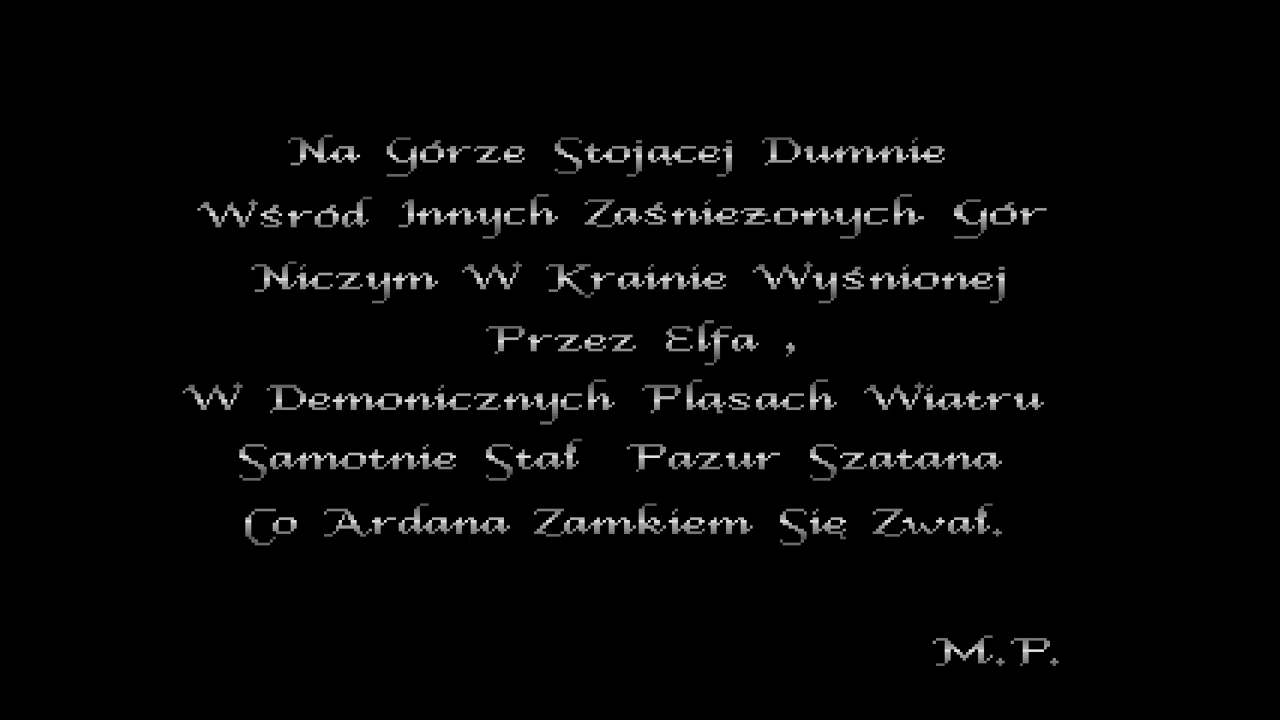 Na Górze Stojacej Dumnie
Wśród Innych Zaśniezonych Gór
Niczym W Krainie Wyśnionej
Przez Elfa ,
W Demonicznych Pląsach Wiatru
Samotnie Stał Pazur Szatana
Co Ardana Zamkiem Się Zwał.
M.P.